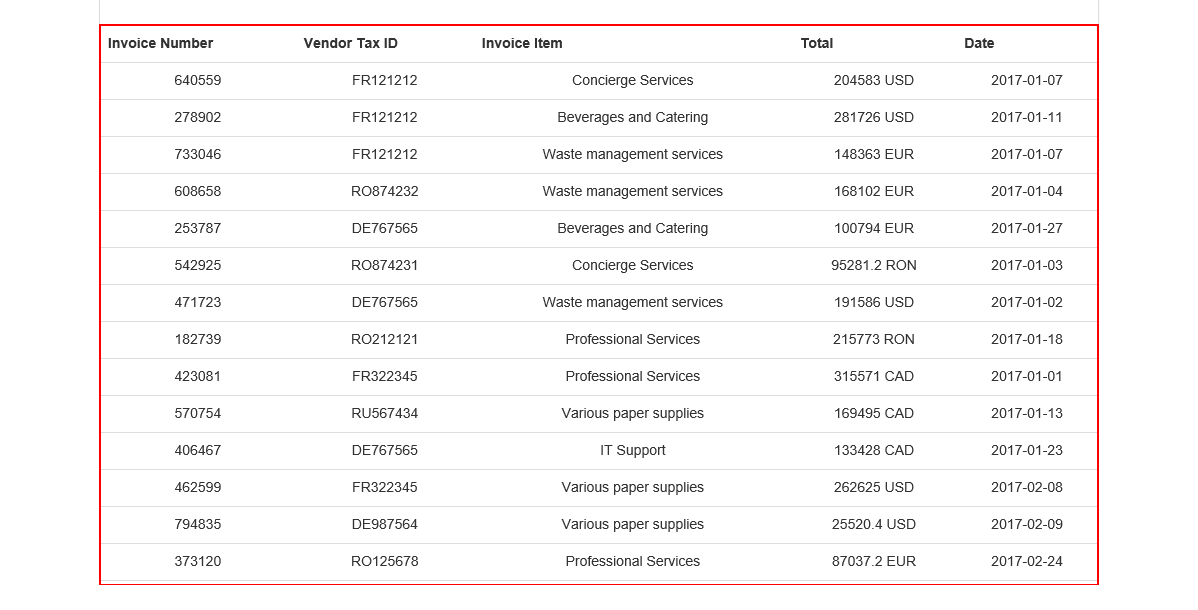 Invoice Number Vendor Tax ID Invoice Item Total Date
640559 FR121212 Concierge Services 204583 USD 2017-01-07
278902 FR121212 Beverages and Catering 281726 USD 2017-01-11
733046 FR121212 Waste management services 148363 EUR 2017-01-07
608658 RO874232 Waste management services 168102 EUR 2017-01-04
253787 DE767565 Beverages and Catering 100794 EUR 2017-01-27
542925 RO874231 Concierge Services 95281.2 RON 2017-01-03
471723 DE767565 Waste management services 191586 USD 2017-01-02
182739 RO212121 Professional Services 215773 RON 2017-01-18
423081 FR322345 Professional Services 315571 CAD 2017-01-01
570754 RU567434 Various paper supplies 169495 CAD 2017-01-13
406467 DE767565 IT Support 133428 CAD 2017-01-23
462599 FR322345 Various paper supplies 262625 USD 2017-02-08
794835 DE987564 Various paper supplies 25520.4 USD 2017-02-09
373120 RO125678 Professional Services 87037.2 EUR 2017-02-24